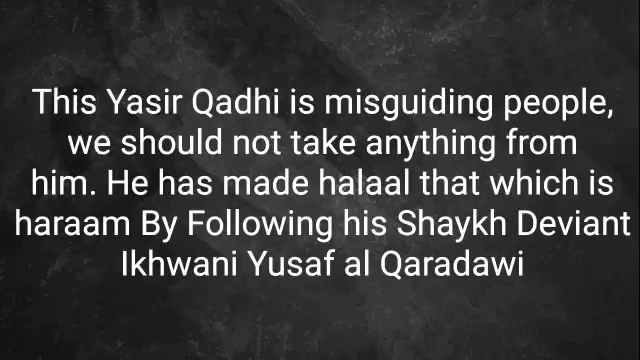 This Yasir Qadhi is misguiding people,
we should not take anything from
him. He has made halaal that which is
haraam By Following his Shaykh Deviant
Ikhwani Yusaf al Qaradawi